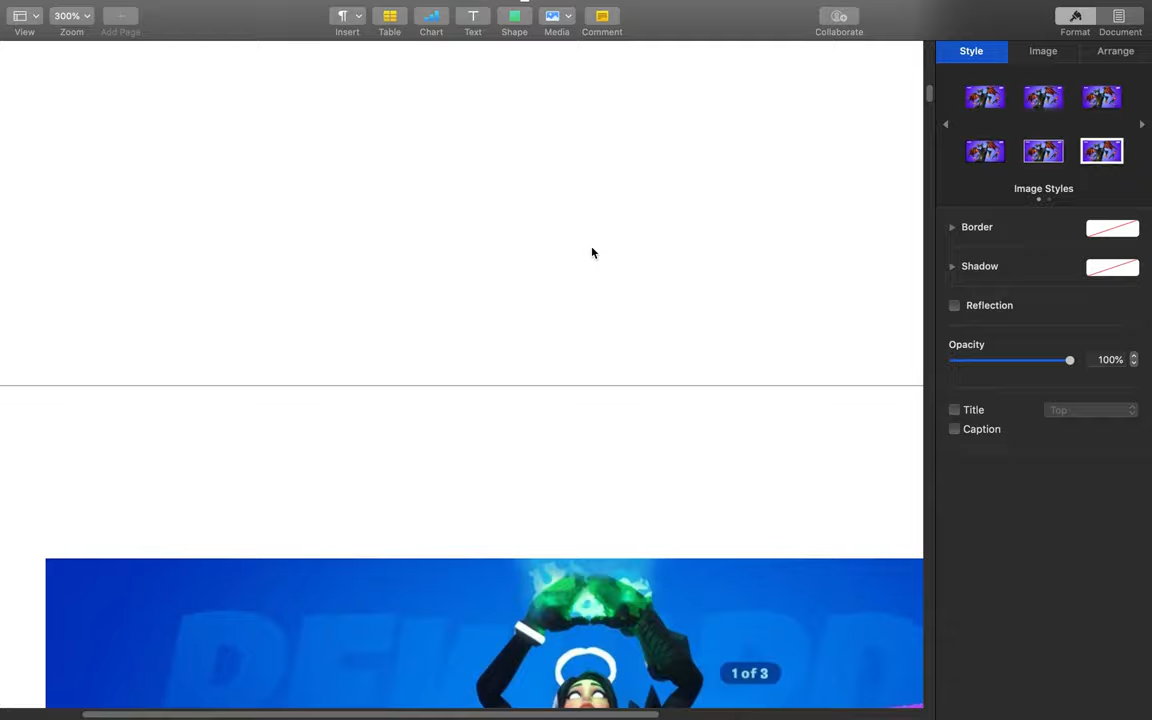 300%
View
Zoom
Add Page
Insert
Table
Chart
Text
Shape
Media
Comment
Collaborate
Format
Document
Style
Image
Arrange
Image Styles
Border
Shadow
Reflection
Opacity
100%
Title
Top
Caption
1 of 3